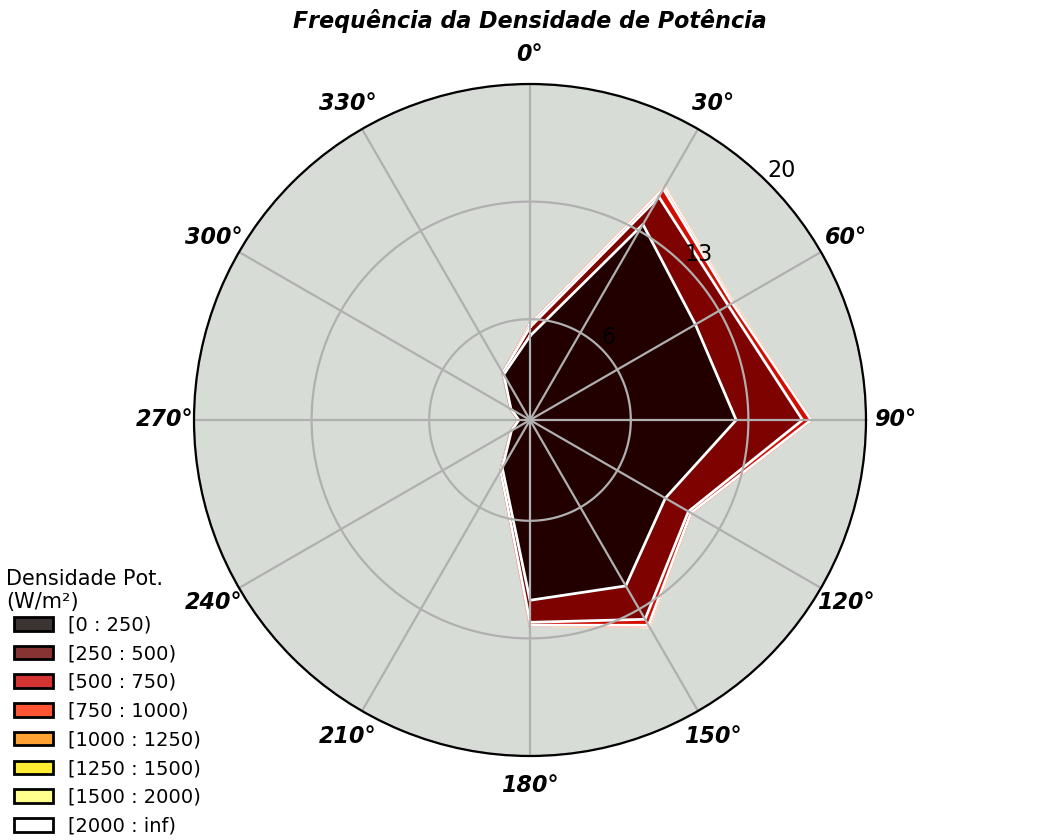 Frequência da Densidade de Potência
0°
330°
30°
20
300°
60°
13
6
270°
90°
240°
120°
210°
150°
180°
Densidade Pot.
(W/m²)
[0 : 250)
[250 : 500)
[500 : 750)
[750 : 1000)
[1000 : 1250)
[1250 : 1500)
[1500 : 2000)
[2000 : inf)